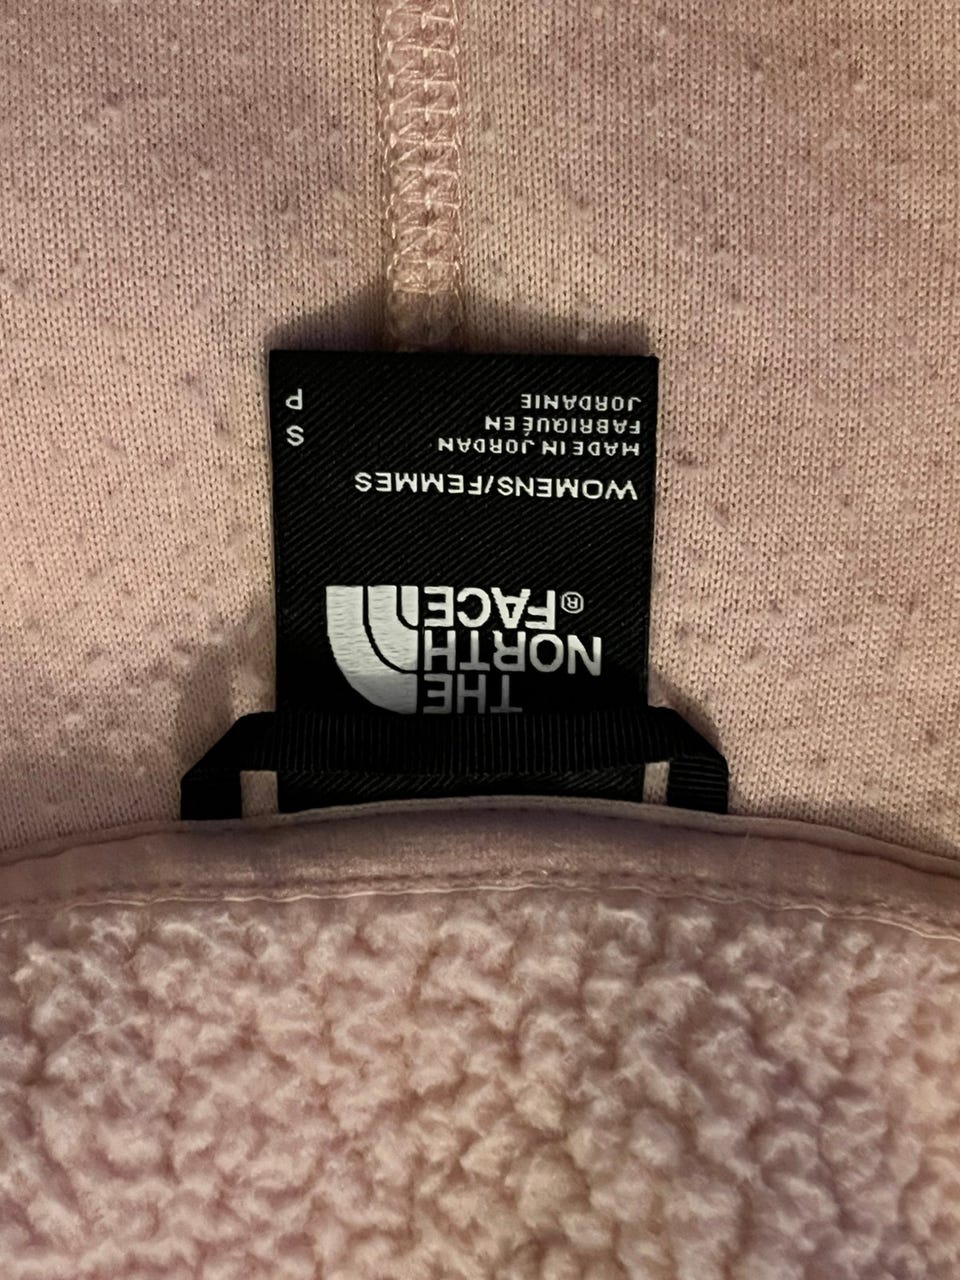 THE
NORTH
FACE®
WOMENS/FEMMES
MADE IN JORDAN
FABRIQUÉ EN
JORDANIE
S
P